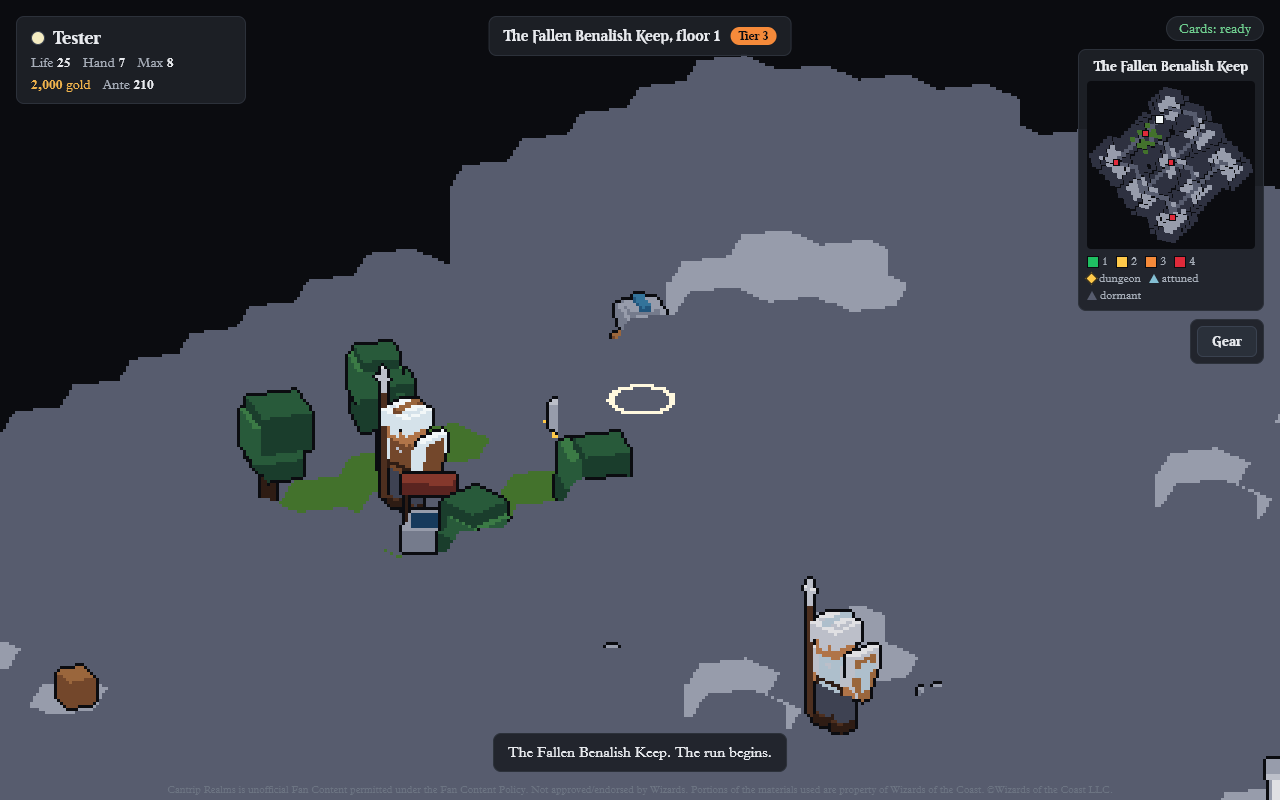 Tester
Life 25 Hand 7 Max 8
2,000 gold Ante 210
The Fallen Benalish Keep, floor 1 Tier 3
Cards: ready
The Fallen Benalish Keep
1 2 3 4
dungeon attuned
dormant
Gear
The Fallen Benalish Keep. The run begins.
Cantrip Realms is unofficial Fan Content permitted under the Fan Content Policy. Not approved/endorsed by Wizards. Portions of the materials used are property of Wizards of the Coast. ©Wizards of the Coast LLC.